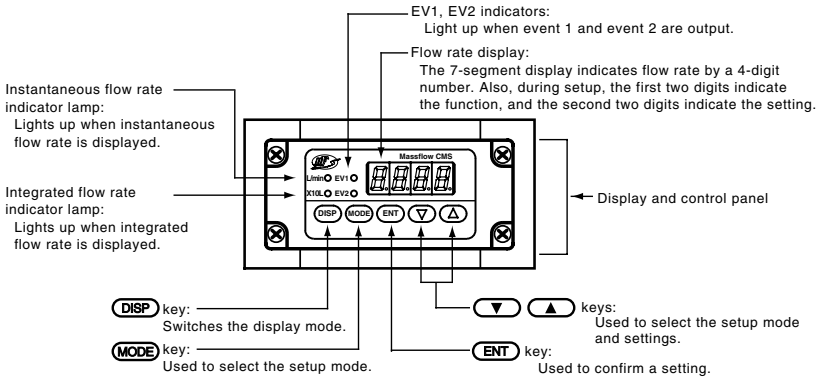 EV1, EV2 indicators:
Light up when event 1 and event 2 are output.
Flow rate display:
The 7-segment display indicates flow rate by a 4-digit
number. Also, during setup, the first two digits indicate
the function, and the second two digits indicate the setting.
Instantaneous flow rate
indicator lamp:
Lights up when instantaneous
flow rate is displayed.
Integrated flow rate
indicator lamp:
Lights up when integrated
flow rate is displayed.
Massflow CMS
L/min EV1
X10L EV2
8.8.8.8
DISP MODE ENT ▽ △
Display and control panel
DISP key:
Switches the display mode.
MODE key:
Used to select the setup mode.
▼ ▲ keys:
Used to select the setup mode
and settings.
ENT key:
Used to confirm a setting.